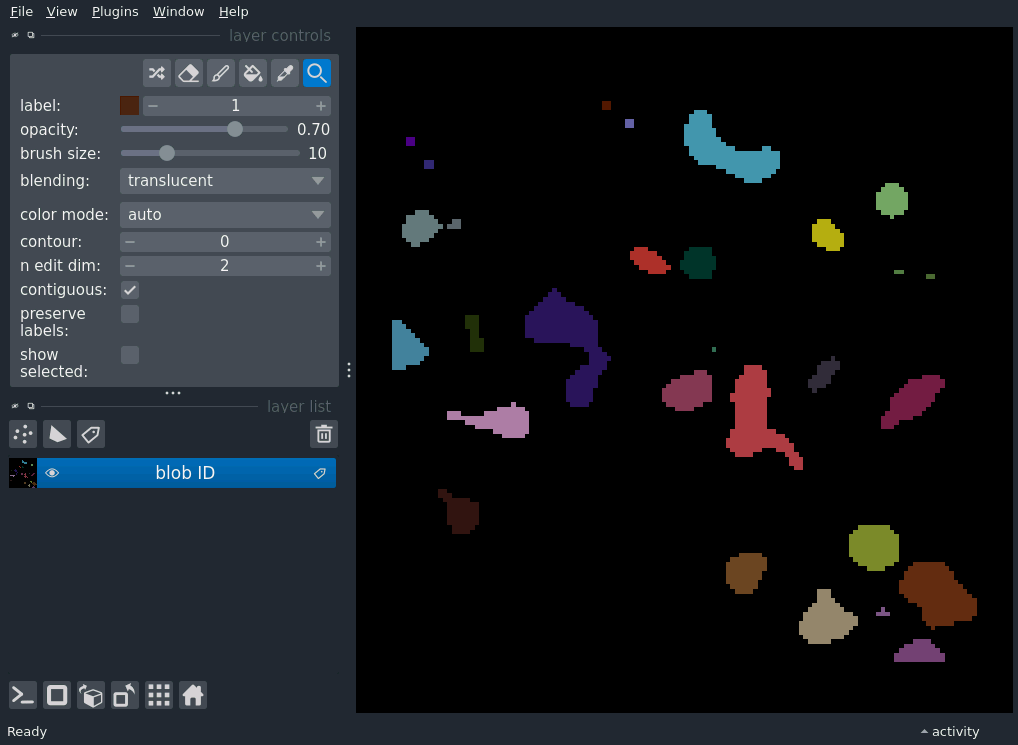 File View Plugins Window Help
layer controls
label: 1
opacity: 0.70
brush size: 10
blending: translucent
color mode: auto
contour: 0
n edit dim: 2
contiguous:
preserve
labels:
show
selected:
layer list
blob ID
Ready
activity